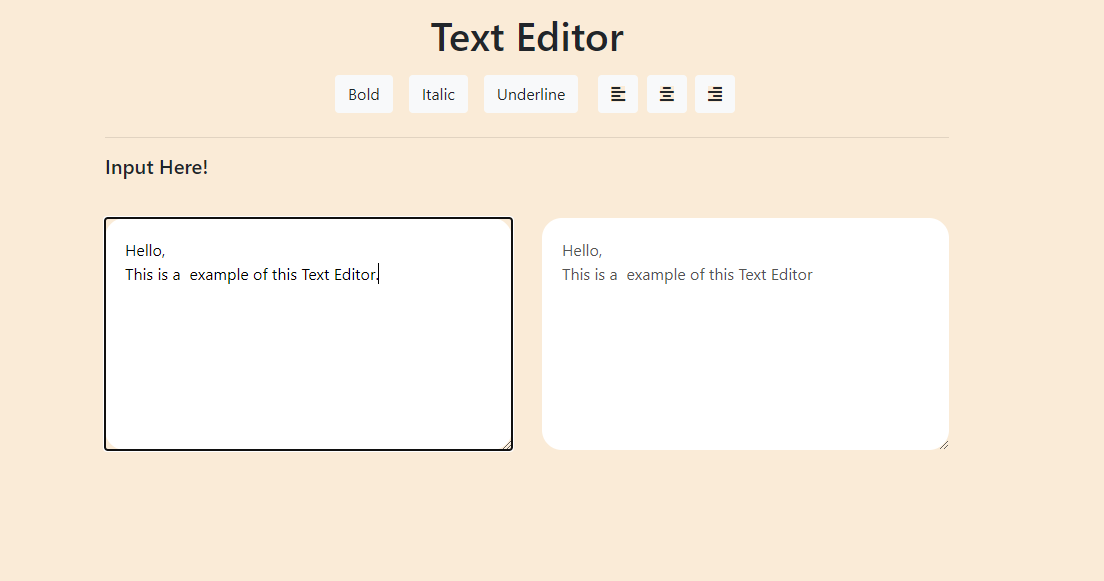 Text Editor
Bold Italic Underline
Input Here!
Hello,
This is a  example of this Text Editor.
Hello,
This is a  example of this Text Editor